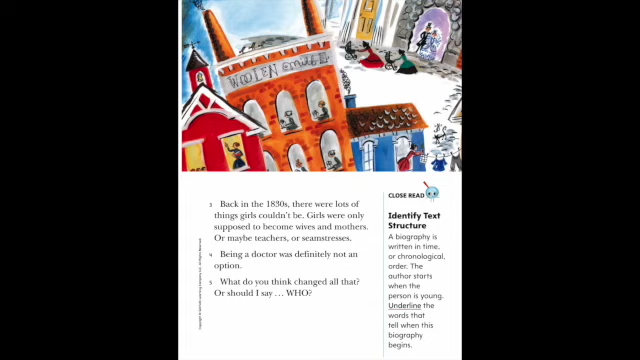 WOOLEN
3 Back in the 1830s, there were lots of
things girls couldn't be. Girls were only
supposed to become wives and mothers.
Or maybe teachers, or seamstresses.
4 Being a doctor was definitely not an
option.
5 What do you think changed all that?
Or should I say … WHO?
CLOSE READ
Identify Text
Structure
A biography is
written in time,
or chronological,
order. The
author starts
when the
person is young.
Underline the
words that
tell when this
biography
begins.